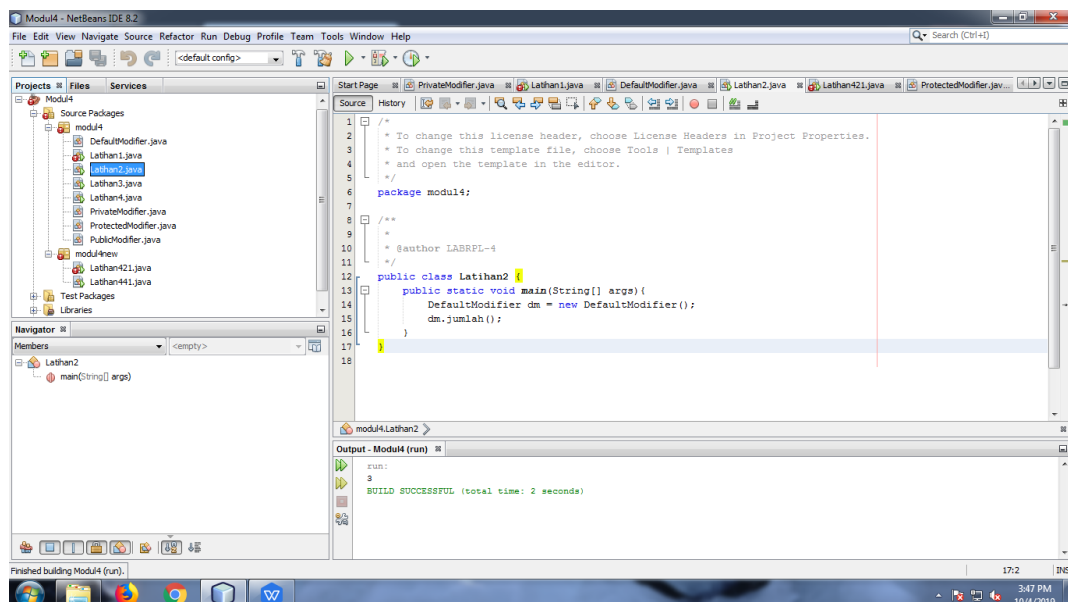 Modul4 - NetBeans IDE 8.2
File Edit View Navigate Source Refactor Run Debug Profile Team Tools Window Help
Search (Ctrl+I)
<default config>
Projects Files Services
Modul4
Source Packages
modul4
DefaultModifier.java
Latihan1.java
Latihan2.java
Latihan3.java
Latihan4.java
PrivateModifier.java
ProtectedModifier.java
PublicModifier.java
modul4new
Latihan421.java
Latihan441.java
Test Packages
Libraries
Navigator
Members <empty>
Latihan2
main(String[] args)
Start Page PrivateModifier.java Latihan1.java DefaultModifier.java Latihan2.java Latihan421.java ProtectedModifier.jav...
Source History
1 /*
2 * To change this license header, choose License Headers in Project Properties.
3 * To change this template file, choose Tools | Templates
4 * and open the template in the editor.
5 */
6 package modul4;
7
8 /**
9 *
10 * @author LABRPL-4
11 */
12 public class Latihan2 {
13 public static void main(String[] args){
14 DefaultModifier dm = new DefaultModifier();
15 dm.jumlah();
16 }
17 }
18
modul4.Latihan2
Output - Modul4 (run)
run:
3
BUILD SUCCESSFUL (total time: 2 seconds)
Finished building Modul4 (run).
17:2 INS
3:47 PM
10/4/2019